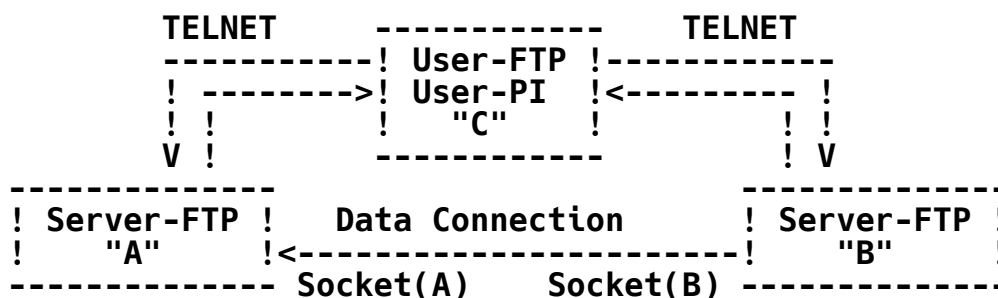 TELNET      ------------     TELNET
                    -----------! User-FTP !------------
                    ! -------->! User-PI  !<--------- !
                    ! !        !   "C"    !         ! !
                    V !        ------------         ! V
          --------------                        --------------
          ! Server-FTP !   Data Connection      ! Server-FTP !
          !    "A"     !<----------------------!    "B"     !
          -------------- Socket(A)    Socket(B) --------------